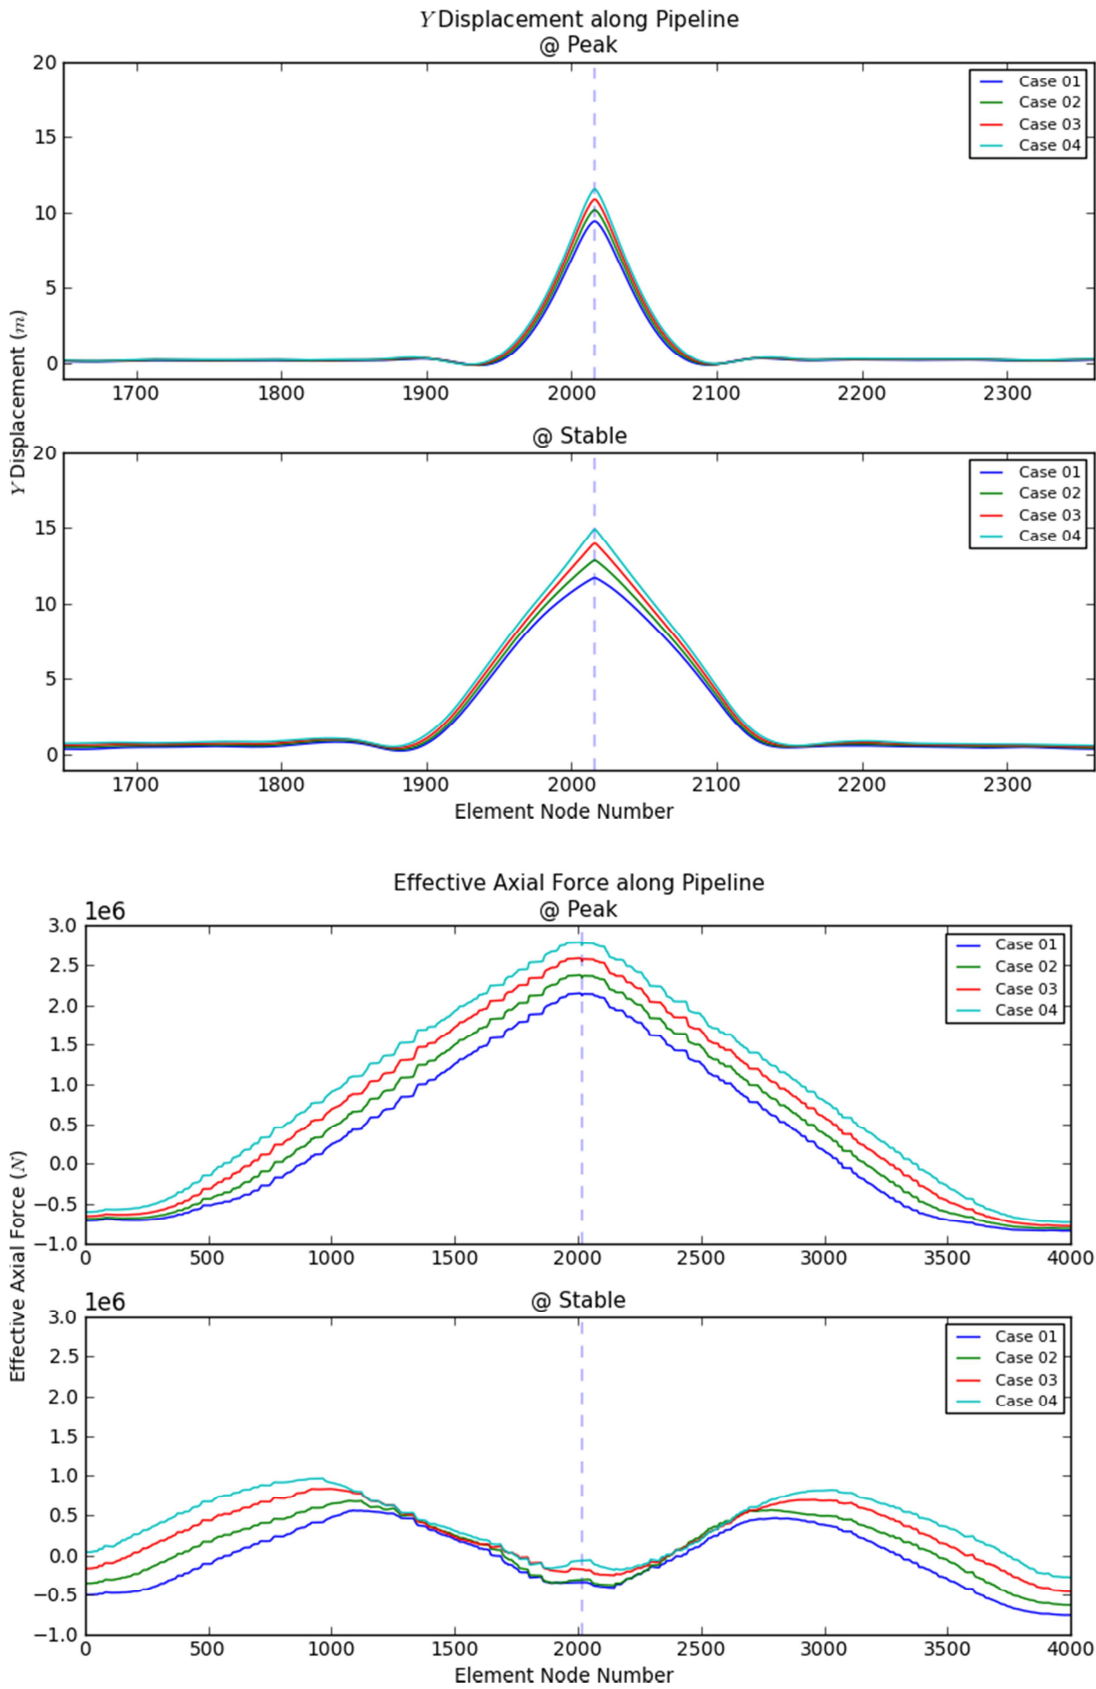 Y Displacement along Pipeline
@ Peak
20
15
10
5
0
Case 01
Case 02
Case 03
Case 04
1700 1800 1900 2000 2100 2200 2300
Y Displacement (m)
@ Stable
20
15
10
5
0
Case 01
Case 02
Case 03
Case 04
1700 1800 1900 2000 2100 2200 2300
Element Node Number
Effective Axial Force along Pipeline
@ Peak
1e6
3.0
2.5
2.0
1.5
1.0
0.5
0.0
−0.5
−1.0
Case 01
Case 02
Case 03
Case 04
0 500 1000 1500 2000 2500 3000 3500 4000
Effective Axial Force (N)
@ Stable
1e6
3.0
2.5
2.0
1.5
1.0
0.5
0.0
−0.5
−1.0
Case 01
Case 02
Case 03
Case 04
0 500 1000 1500 2000 2500 3000 3500 4000
Element Node Number